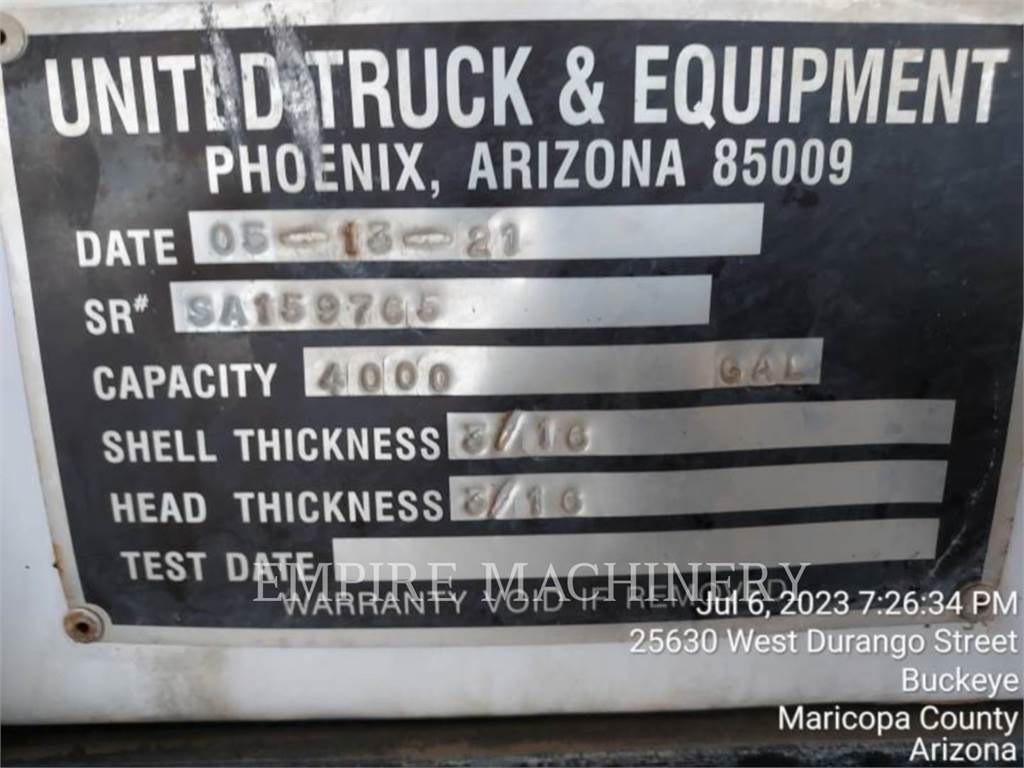 UNITED TRUCK & EQUIPMENT
PHOENIX, ARIZONA 85009
DATE 05-13-21
SR# SA159765
CAPACITY 4000 GAL
SHELL THICKNESS 3/16
HEAD THICKNESS 3/16
TEST DATE
EMPIRE MACHINERY
WARRANTY VOID IF REMOVED
Jul 6, 2023 7:26:34 PM
25630 West Durango Street
Buckeye
Maricopa County
Arizona